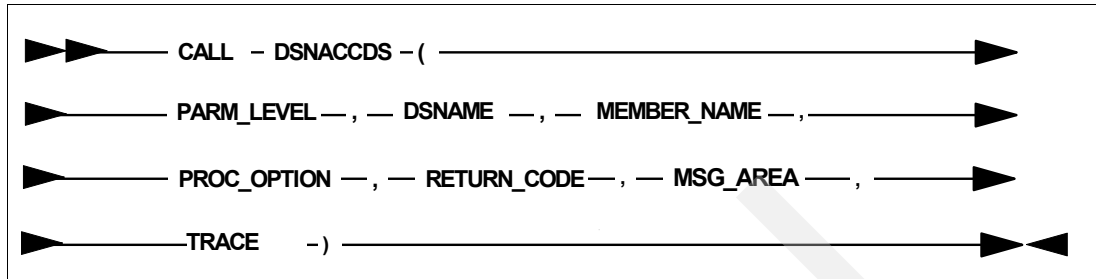 CALL – DSNACCDS – (
PARM_LEVEL — , — DSNAME — , — MEMBER_NAME — ,
PROC_OPTION — , — RETURN_CODE — , — MSG_AREA — ,
TRACE – )